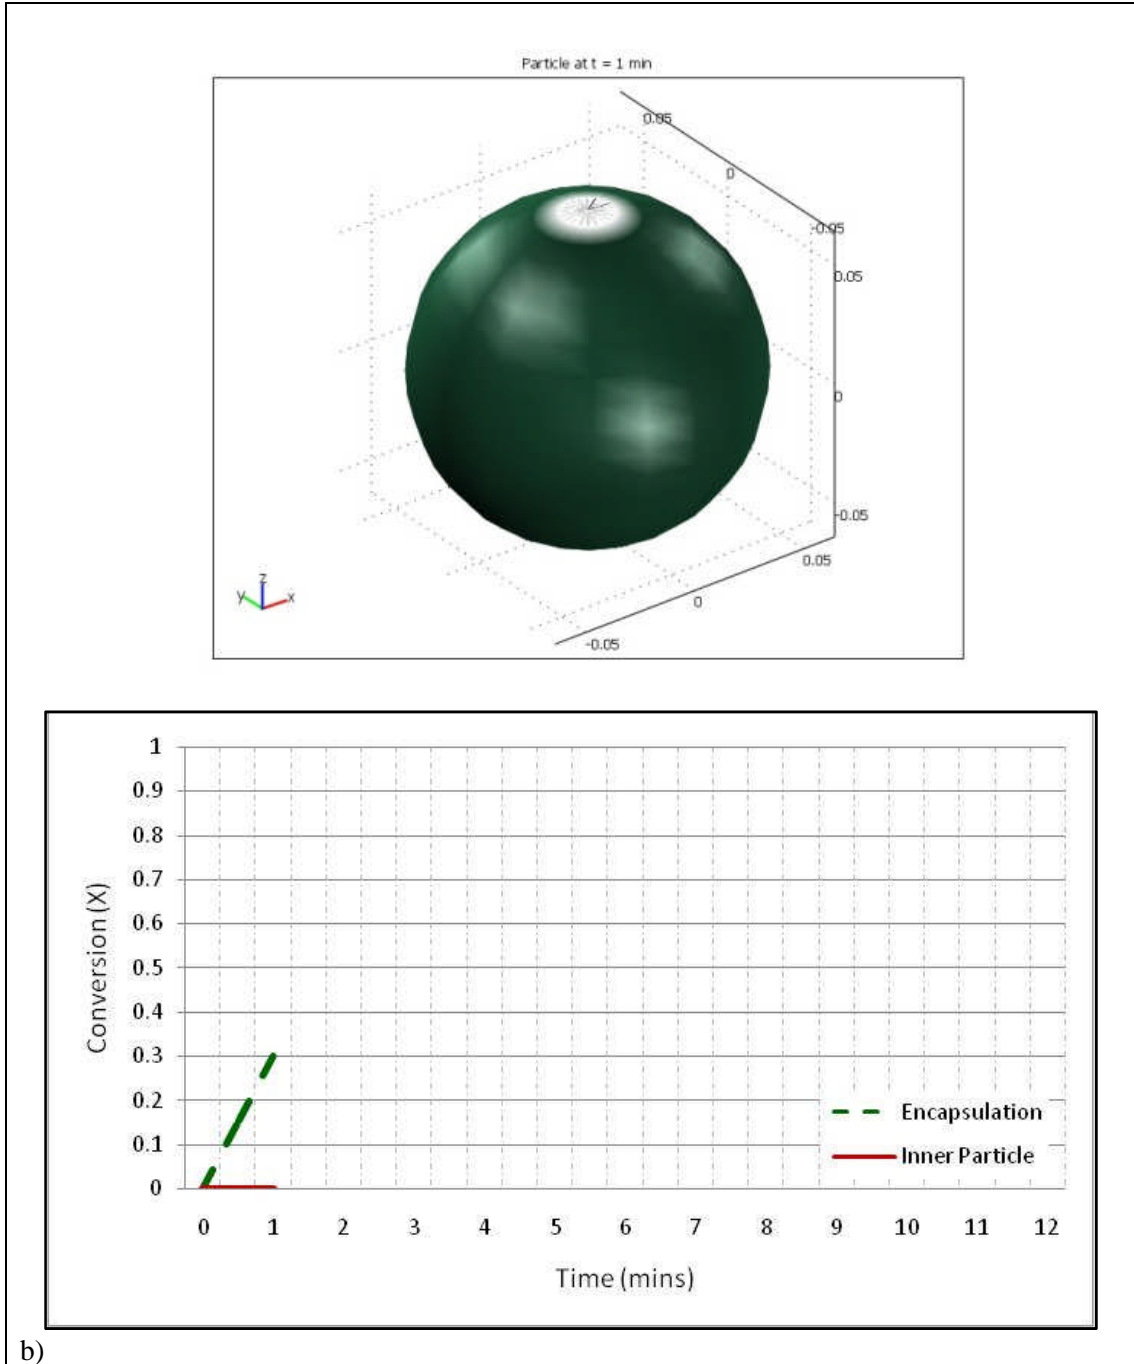 Particle at t = 1 min
0.05
0
-0.05
0.05
0
-0.05
0.05
0
-0.05
z
y
x
1
0.9
0.8
0.7
0.6
0.5
0.4
0.3
0.2
0.1
0
Conversion (X)
Encapsulation
Inner Particle
0 1 2 3 4 5 6 7 8 9 10 11 12
Time (mins)
b)